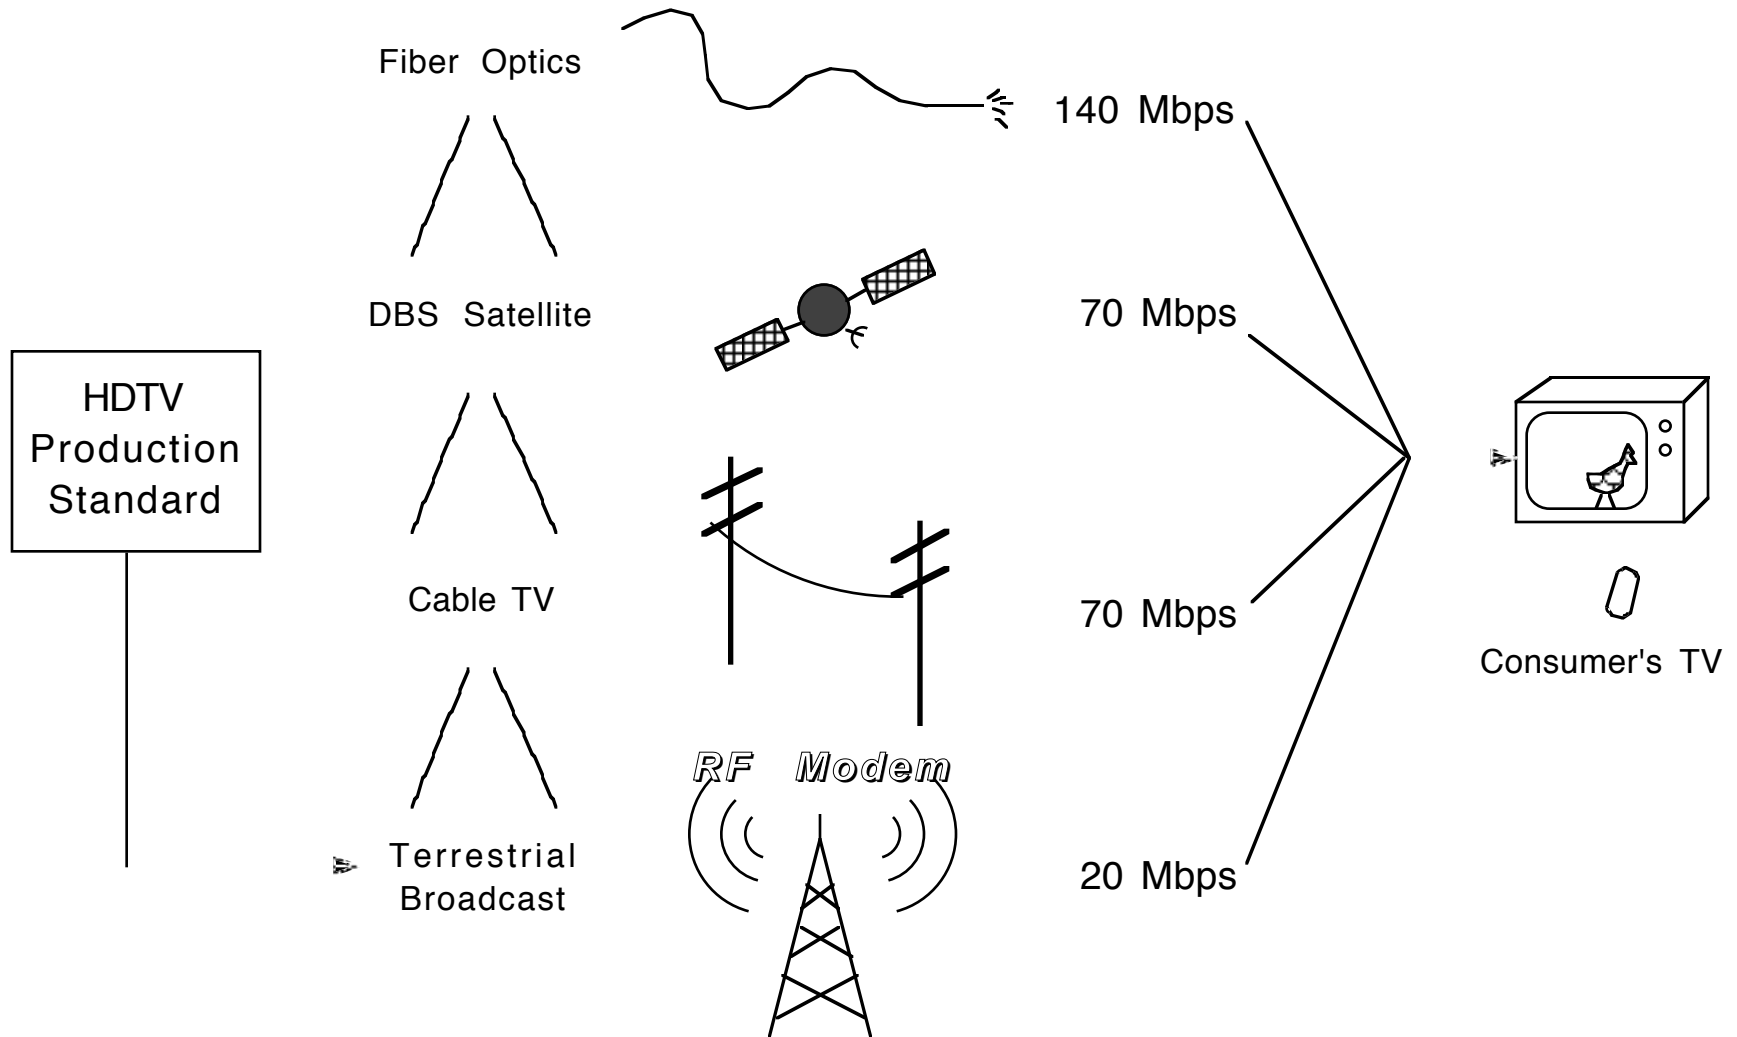 Fiber Optics
140 Mbps
DBS Satellite
70 Mbps
HDTV
Production
Standard
Cable TV
70 Mbps
Consumer's TV
RF Modem
Terrestrial
Broadcast
20 Mbps